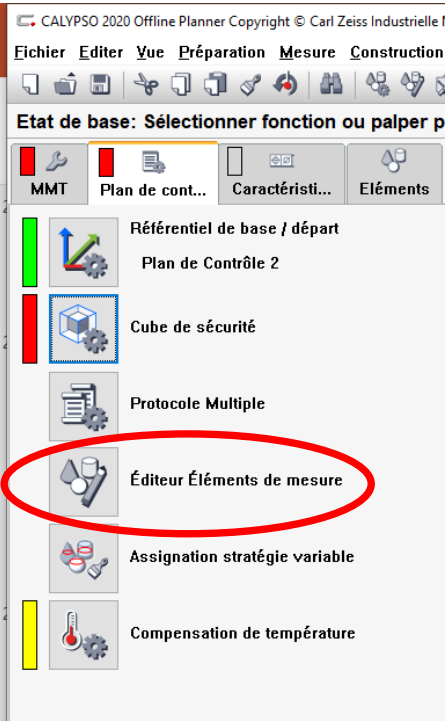 CALYPSO 2020 Offline Planner Copyright © Carl Zeiss Industrielle
Fichier Editer Vue Préparation Mesure Construction
Etat de base: Sélectionner fonction ou palper p
MMT Plan de cont... Caractéristi... Eléments
Référentiel de base / départ
Plan de Contrôle 2
Cube de sécurité
Protocole Multiple
Éditeur Éléments de mesure
Assignation stratégie variable
Compensation de température